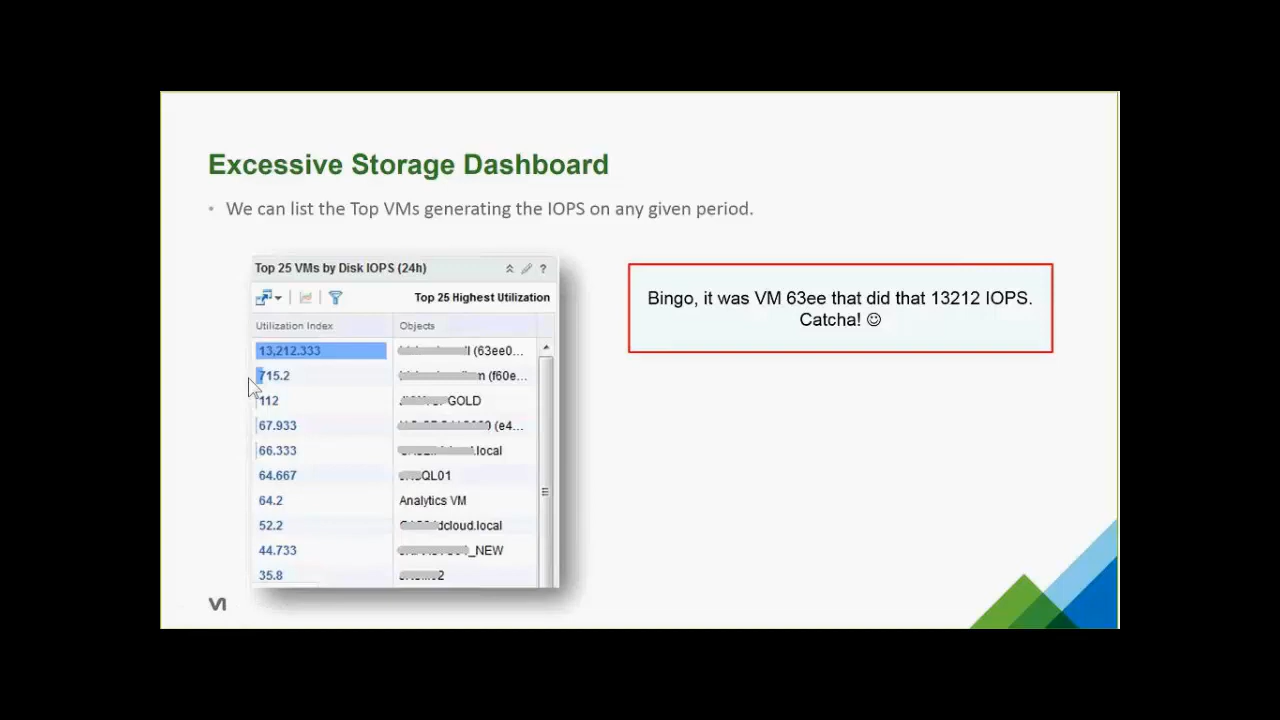 Excessive Storage Dashboard
• We can list the Top VMs generating the IOPS on any given period.
Top 25 VMs by Disk IOPS (24h) ?
Top 25 Highest Utilization
Utilization Index Objects
13,212.333 (63ee0...
715.2 (f60e...
112 GOLD
67.933 (e4...
66.333 .local
64.667 QL01
64.2 Analytics VM
52.2 dcloud.local
44.733 _NEW
35.8
Bingo, it was VM 63ee that did that 13212 IOPS.
Catcha! ☺